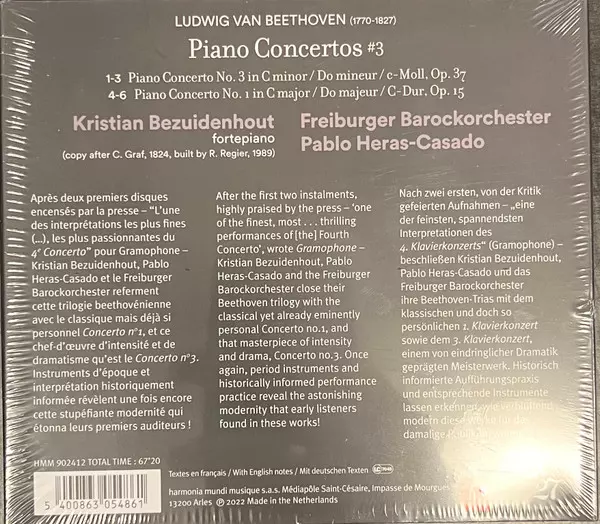 LUDWIG VAN BEETHOVEN (1770-1827)
Piano Concertos #3
1-3 Piano Concerto No. 3 in C minor / Do mineur / c-Moll. Op. 37
4-6 Piano Concerto No. 1 in C major / Do majeur / C-Dur. Op. 15
Kristian Bezuidenhout
fortepiano
(copy after C. Graf, 1824, built by R. Regier, 1989)
Freiburger Barockorchester
Pablo Heras-Casado
Après deux premiers disques
encensés par la presse – “L’une
des interprétations les plus fines
(...), les plus passionnantes du
4e Concerto” pour Gramophone –
Kristian Bezuidenhout, Pablo
Heras-Casado et le Freiburger
Barockorchester referment
cette trilogie beethovénienne
avec le classique mais déjà si
personnel Concerto n°1, et ce
chef-d’œuvre d’intensité et de
dramatisme qu’est le Concerto n°3.
Instruments d’époque et
interprétation historiquement
informée révèlent une fois encore
cette stupéfiante modernité qui
étonna leurs premiers auditeurs !
After the first two instalments,
highly praised by the press – ‘one
of the finest, most . . . thrilling
performances of [the] Fourth
Concerto’, wrote Gramophone –
Kristian Bezuidenhout, Pablo
Heras-Casado and the Freiburger
Barockorchester close their
Beethoven trilogy with the
classical yet already eminently
personal Concerto no.1, and
that masterpiece of intensity
and drama, Concerto no.3. Once
again, period instruments and
historically informed performance
practice reveal the astonishing
modernity that early listeners
found in these works!
Nach zwei ersten, von der Kritik
gefeierten Aufnahmen – „eine
der feinsten, spannendsten
Interpretationen des
4. Klavierkonzerts“ (Gramophone) –
beschließen Kristian Bezuidenhout,
Pablo Heras-Casado und das
Freiburger Barockorchester
ihre Beethoven-Trias mit dem
klassischen und doch so
persönlichen 1. Klavierkonzert
sowie dem 3. Klavierkonzert,
einem von eindringlicher Dramatik
geprägten Meisterwerk. Historisch
informierte Aufführungspraxis
und entsprechende Instrumente
lassen erkennen, wie
modern diese Werke für das
damalige
HMM 902412 TOTAL TIME : 67’20
5 400863 054861
Textes en français / With English notes / Mit deutschen Texten
harmonia mundi musique s.a.s. Médiapôle Saint-Césaire, Impasse de Mourgues
13200 Arles Ⓟ 2022 Made in the Netherlands